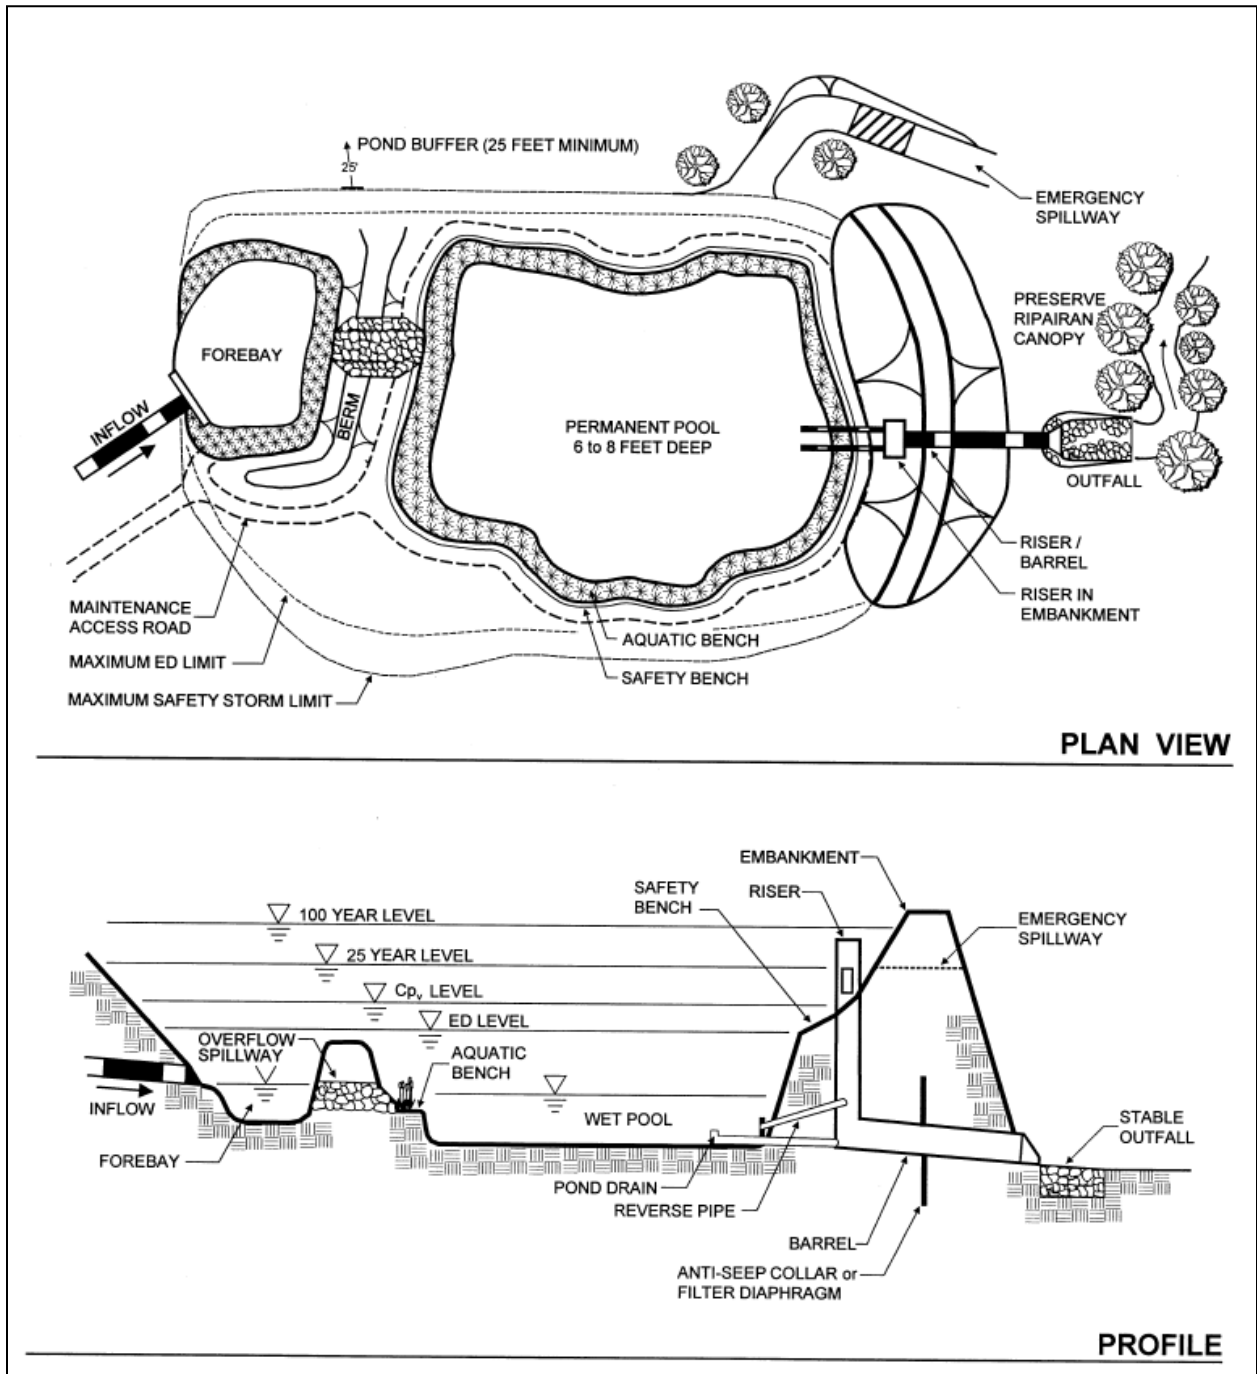 POND BUFFER (25 FEET MINIMUM)
25'
EMERGENCY
SPILLWAY
PRESERVE
RIPAIRAN
CANOPY
FOREBAY
BERM
INFLOW
PERMANENT POOL
6 to 8 FEET DEEP
OUTFALL
RISER /
BARREL
RISER IN
EMBANKMENT
MAINTENANCE
ACCESS ROAD
AQUATIC BENCH
MAXIMUM ED LIMIT
SAFETY BENCH
MAXIMUM SAFETY STORM LIMIT
PLAN VIEW
EMBANKMENT
SAFETY
BENCH
RISER
100 YEAR LEVEL
EMERGENCY
SPILLWAY
25 YEAR LEVEL
Cpv LEVEL
ED LEVEL
OVERFLOW
SPILLWAY
AQUATIC
BENCH
INFLOW
WET POOL
STABLE
OUTFALL
FOREBAY
POND DRAIN
REVERSE PIPE
BARREL
ANTI-SEEP COLLAR or
FILTER DIAPHRAGM
PROFILE